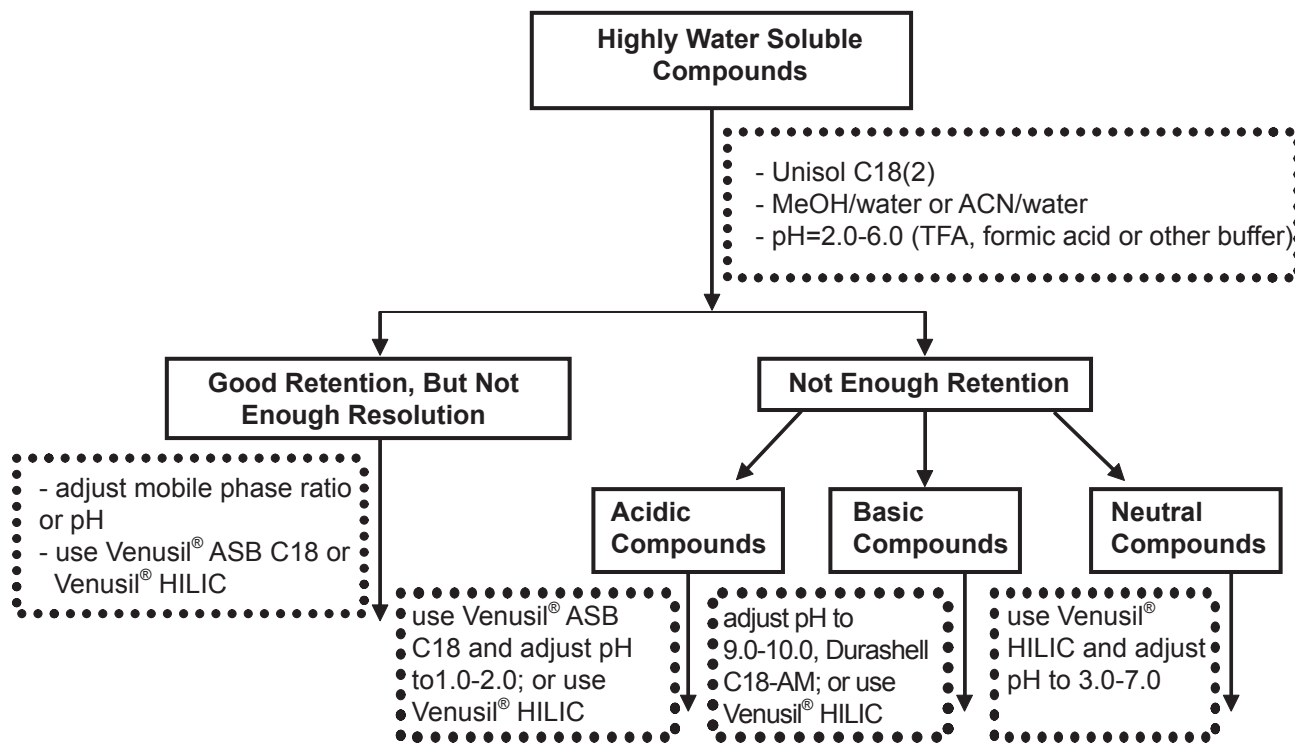 Highly Water Soluble
Compounds
- Unisol C18(2)
- MeOH/water or ACN/water
- pH=2.0-6.0 (TFA, formic acid or other buffer)
Good Retention, But Not
Enough Resolution
Not Enough Retention
- adjust mobile phase ratio
or pH
- use Venusil® ASB C18 or
Venusil® HILIC
Acidic
Compounds
Basic
Compounds
Neutral
Compounds
use Venusil® ASB
C18 and adjust pH
to1.0-2.0; or use
Venusil® HILIC
adjust pH to
9.0-10.0, Durashell
C18-AM; or use
Venusil® HILIC
use Venusil®
HILIC and adjust
pH to 3.0-7.0